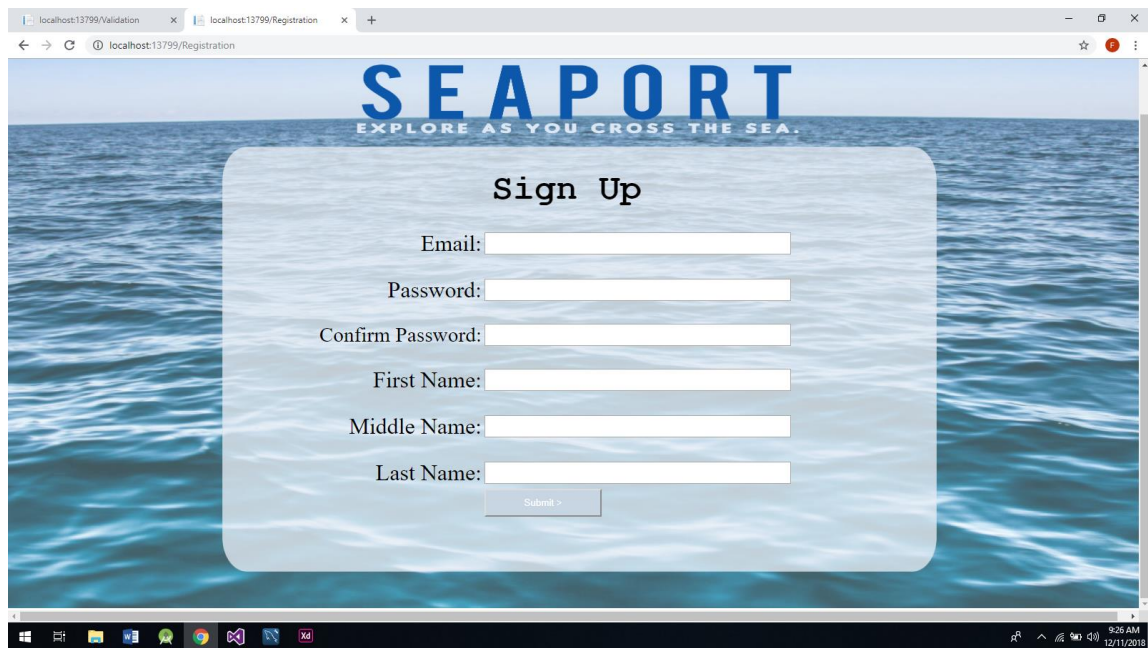 localhost:13799/Validation
localhost:13799/Registration
localhost:13799/Registration
F
SEAPORT
EXPLORE AS YOU CROSS THE SEA.
Sign Up
Email:
Password:
Confirm Password:
First Name:
Middle Name:
Last Name:
Submit >
Xd
9:26 AM
12/11/2018